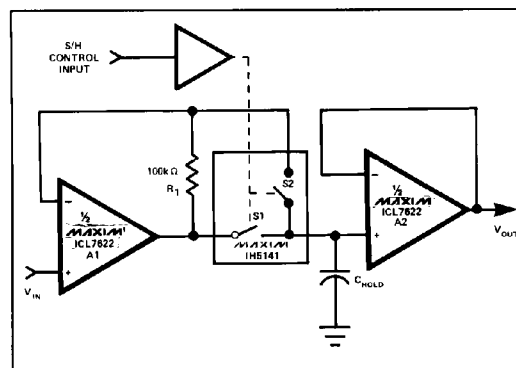 S/H
CONTROL
INPUT
100kΩ
R1
S2
S1
MAXIM
IH5141
1/2
MAXIM
ICL7622
A1
VIN
1/2
MAXIM
ICL7622
A2
VOUT
CHOLD